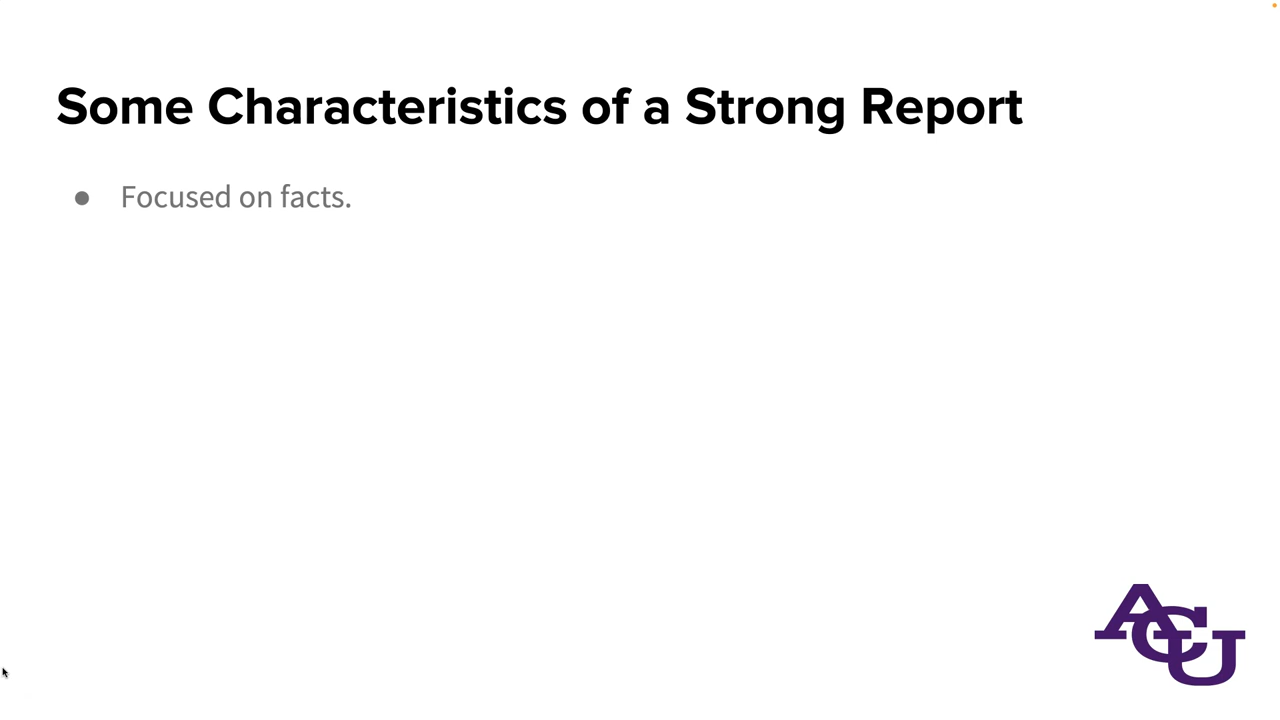 Some Characteristics of a Strong Report
● Focused on facts.
ACU